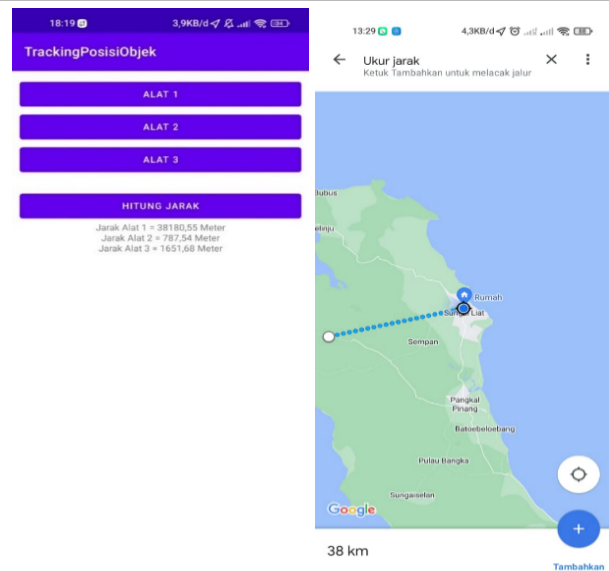 18:19
3,9KB/d
TrackingPosisiObjek
ALAT 1
ALAT 2
ALAT 3
HITUNG JARAK
Jarak Alat 1 = 38180,55 Meter
Jarak Alat 2 = 787,54 Meter
Jarak Alat 3 = 1651,68 Meter
13:29
4,3KB/d
Ukur jarak
Ketuk Tambahkan untuk melacak jalur
Rumah
Liat
Sempan
Pangkal
Pinang
Batoebeloebang
Pulau Bangka
Sungaiselan
Google
38 km
Tambahkan